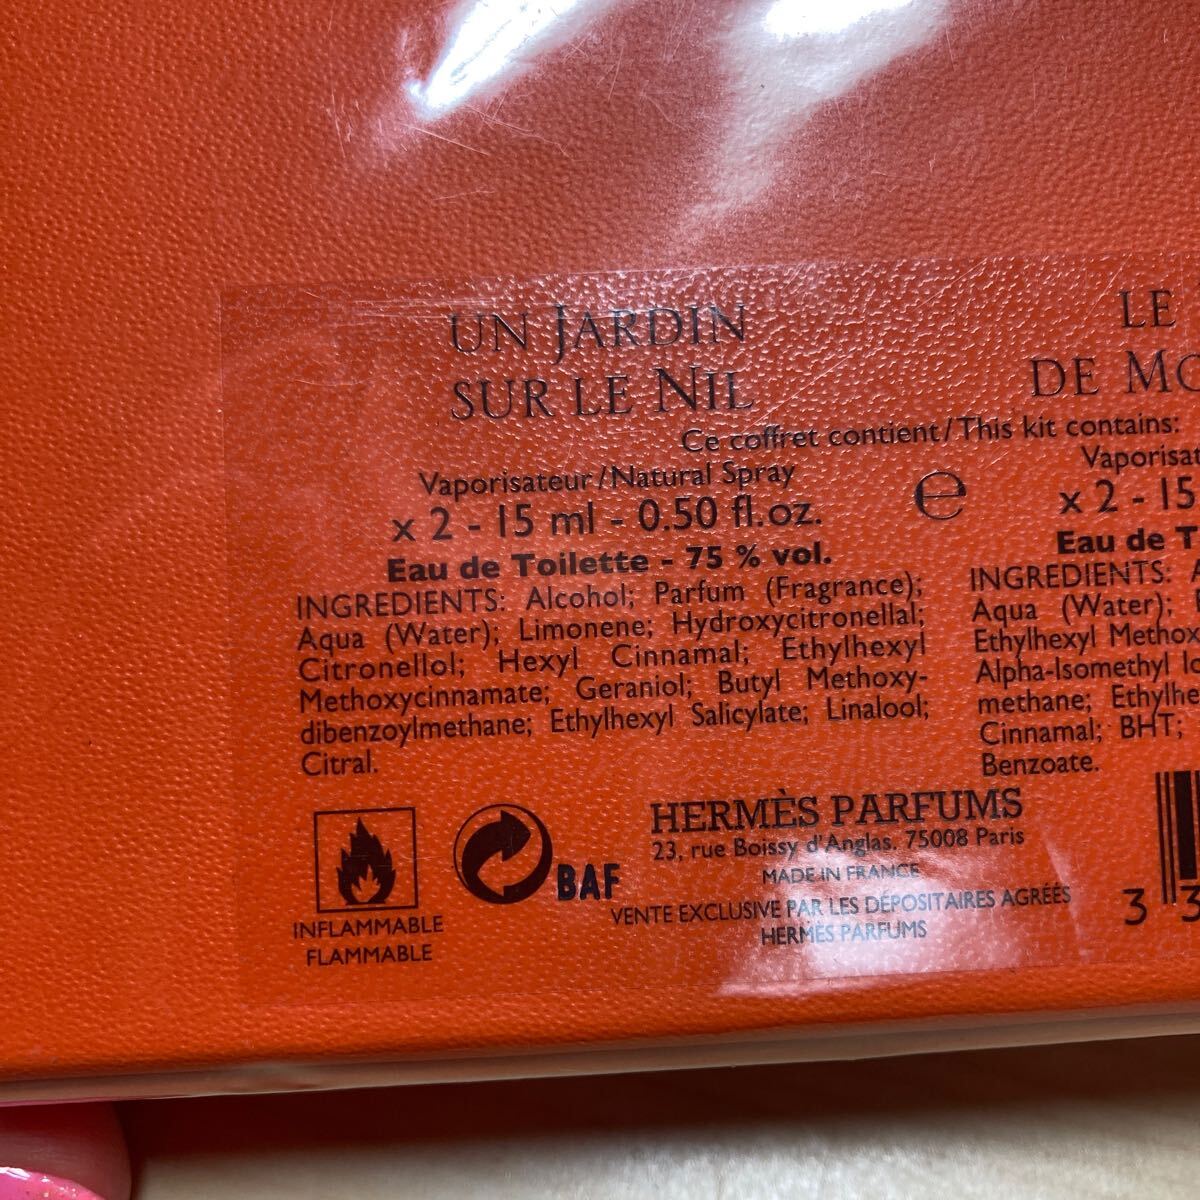 UN JARDIN
SUR LE NIL
LE
DE
Ce coffret contient/This kit contains:
Vaporisateur/Natural Spray
x 2 - 15 ml - 0.50 fl.oz.
Eau de Toilette - 75 % vol.
INGREDIENTS: Alcohol; Parfum (Fragrance);
Aqua (Water); Limonene; Hydroxycitronellal;
Citronellol; Hexyl Cinnamal; Ethylhexyl
Methoxycinnamate; Geraniol; Butyl Methoxy-
dibenzoylmethane; Ethylhexyl Salicylate; Linalool;
Citral.
℮
x 2 - 15
Eau de
INGREDIENTS:
Aqua (Water);
Ethylhexyl
Alpha-Isomethyl
methane;
Cinnamal; BHT;
Benzoate.
INFLAMMABLE
FLAMMABLE
BAF
HERMÈS PARFUMS
23, rue Boissy d'Anglas. 75008 Paris
MADE IN FRANCE
VENTE EXCLUSIVE PAR LES DÉPOSITAIRES AGRÉÉS
HERMÈS PARFUMS
3